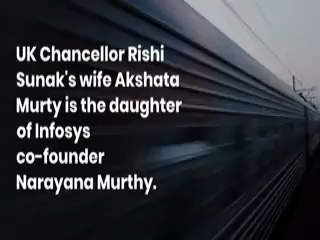 UK Chancellor Rishi
Sunak's wife Akshata
Murty is the daughter
of Infosys
co-founder
Narayana Murthy.